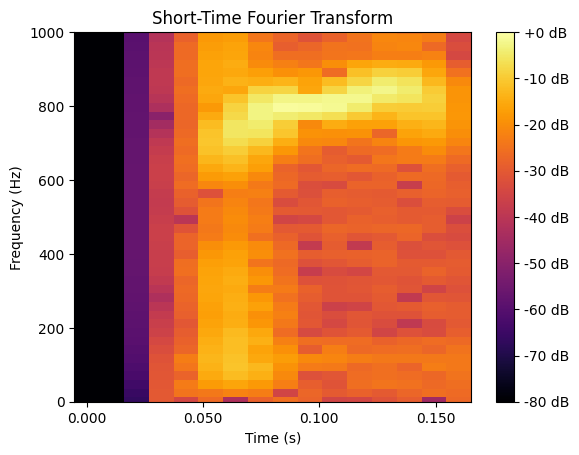 Short-Time Fourier Transform
1000
800
600
400
200
0
Frequency (Hz)
0.000
0.050
0.100
0.150
Time (s)
+0 dB
-10 dB
-20 dB
-30 dB
-40 dB
-50 dB
-60 dB
-70 dB
-80 dB